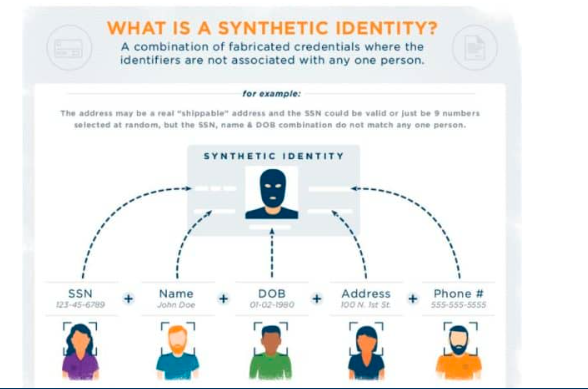 WHAT IS A SYNTHETIC IDENTITY?
A combination of fabricated credentials where the
identifiers are not associated with any one person.
for example:
The address may be a real "shippable" address and the SSN could be valid or just be 9 numbers
selected at random, but the SSN, name & DOB combination do not match any one person.
SYNTHETIC IDENTITY
SSN + Name + DOB + Address + Phone #
123-45-6789 John Doe 01-02-1980 100 N. 1st St. 555-555-5555